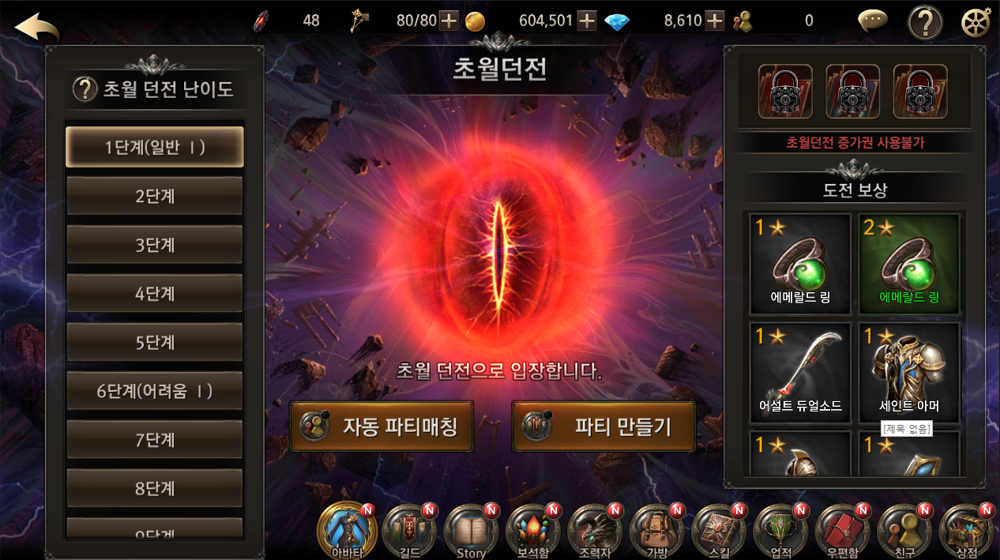 48
80/80
604,501
8,610
0
초월던전
초월 던전 난이도
1단계(일반 Ⅰ)
2단계
3단계
4단계
5단계
6단계(어려움 Ⅰ)
7단계
8단계
9단계
초월 던전으로 입장합니다.
자동 파티매칭
파티 만들기
초월던전 증가권 사용불가
도전 보상
1
에메랄드 링
2
에메랄드 링
1
어설트 듀얼소드
1
세인트 아머
[제목 없음]
1
1
N
아바타
N
길드
N
Story
N
보석함
N
조력자
N
가방
N
스킬
N
업적
N
우편함
N
친구
N
상점